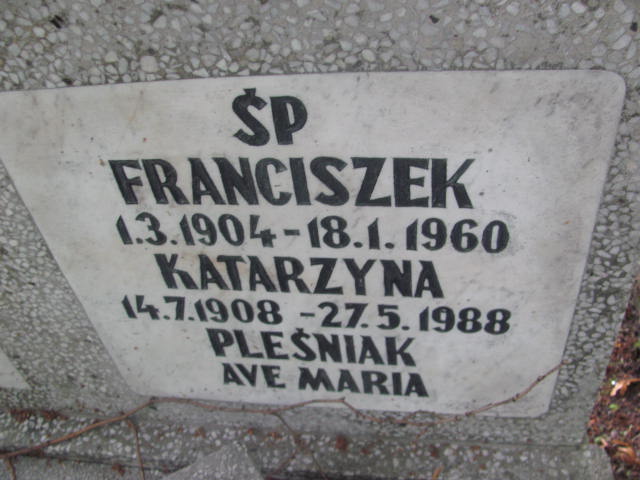 ŚP
FRANCISZEK
1.3.1904-18.1.1960
KATARZYNA
14.7.1908-27.5.1988
PLEŚNIAK
AVE MARIA